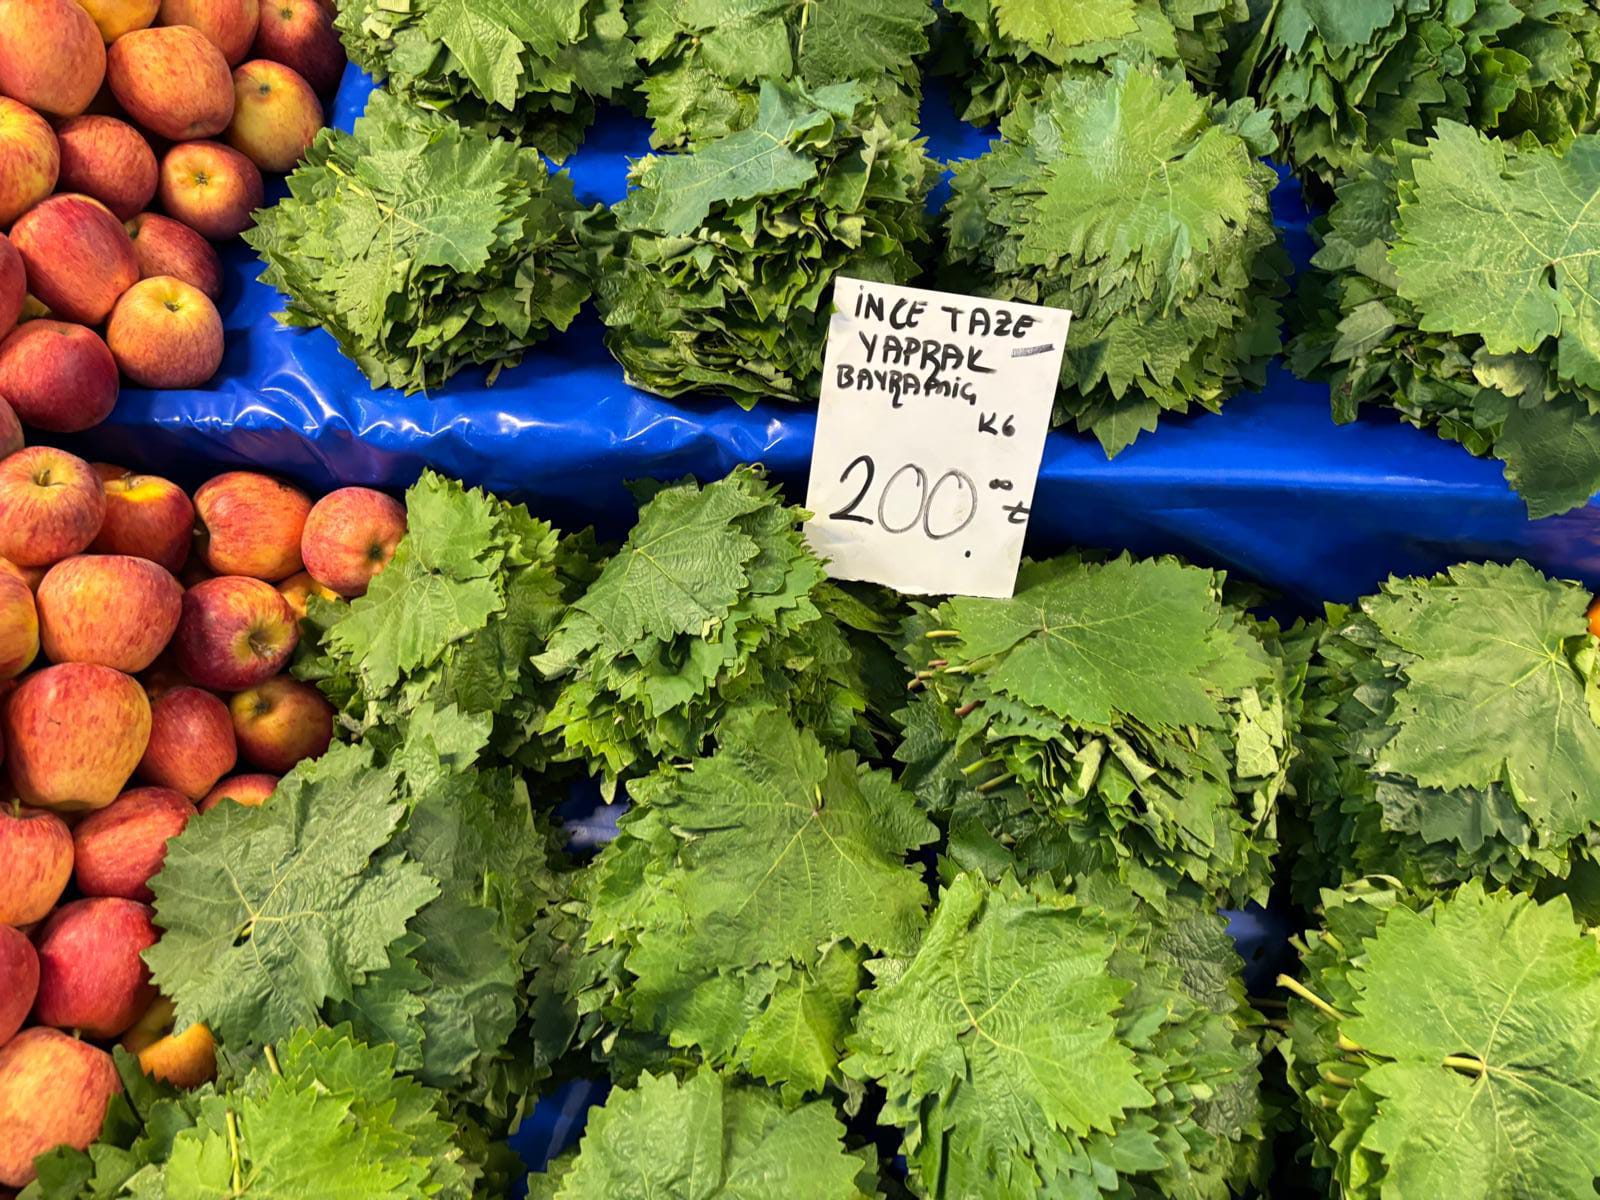 İNCE TAZE
YAPRAK
BAYRAMİÇ
KG
200.00 t